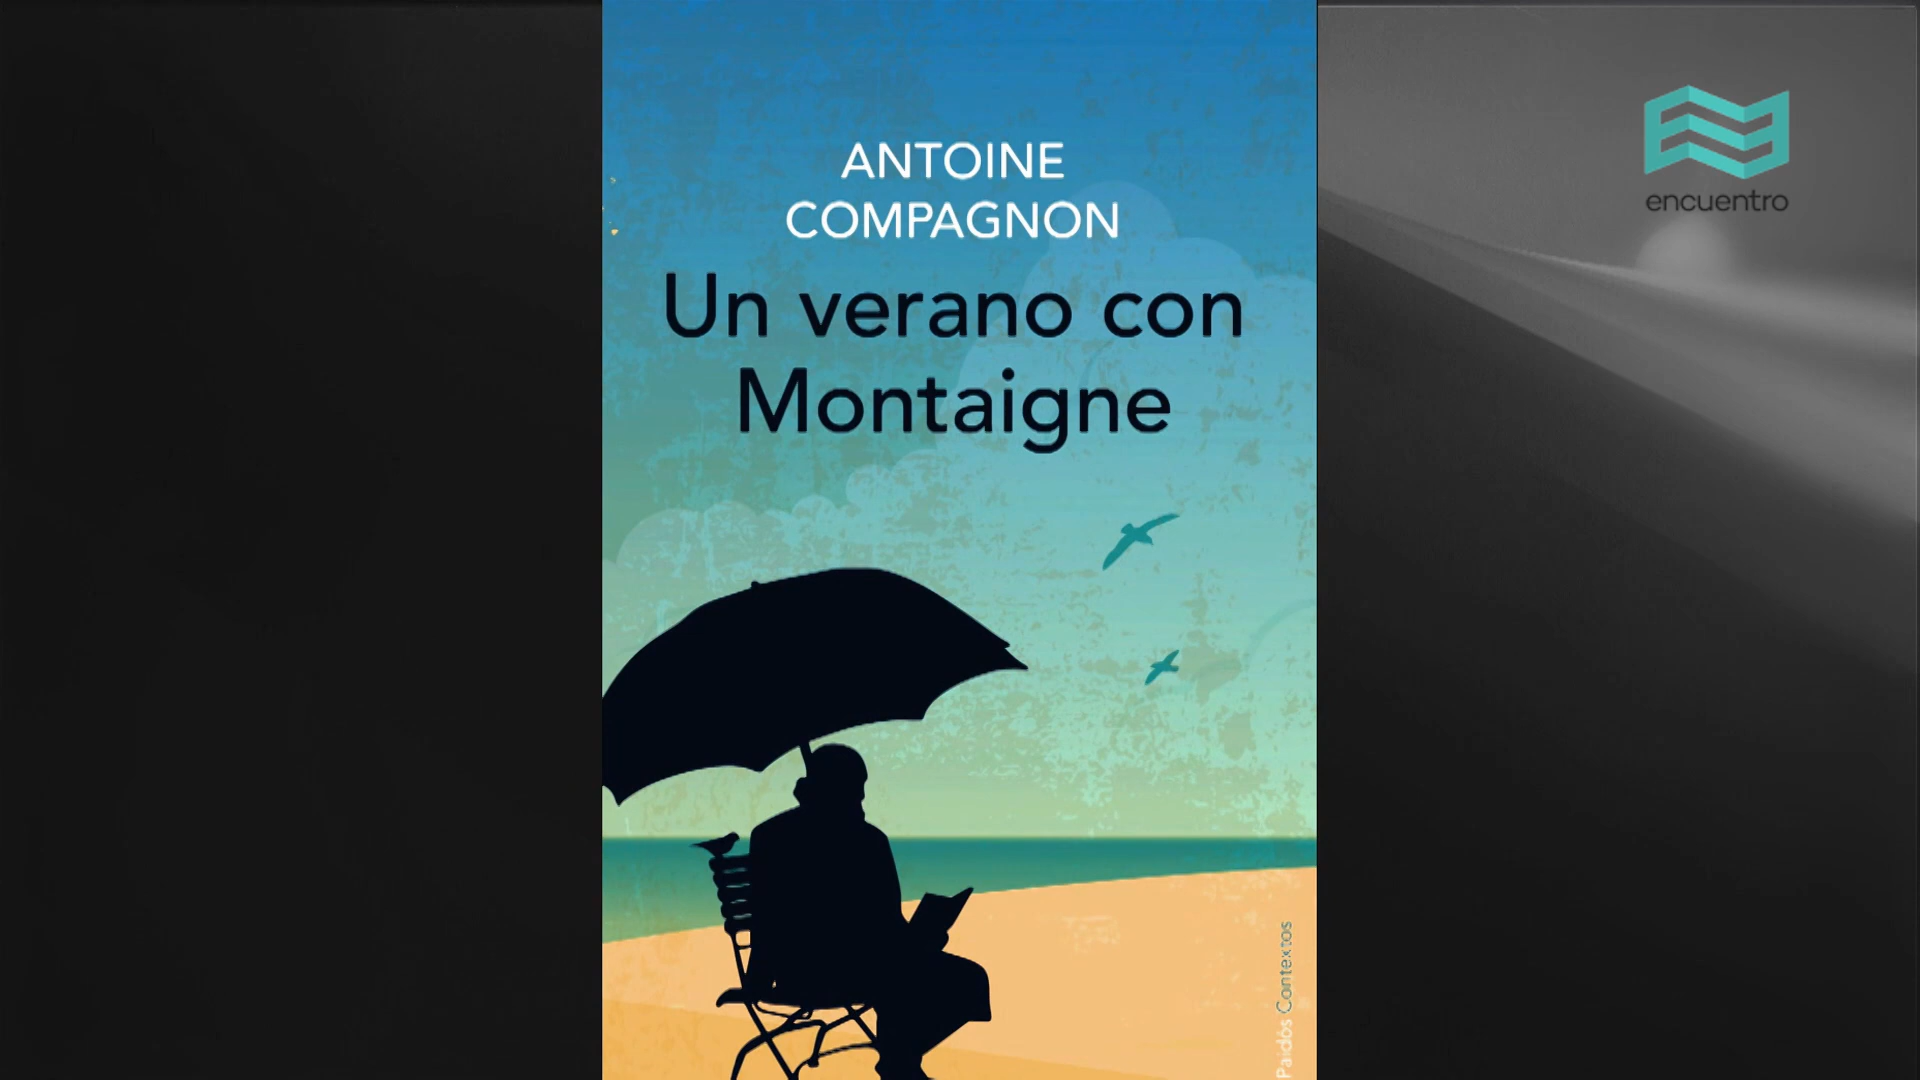 ANTOINE
COMPAGNON
Un verano con
Montaigne
encuentro
Paidós Contextos